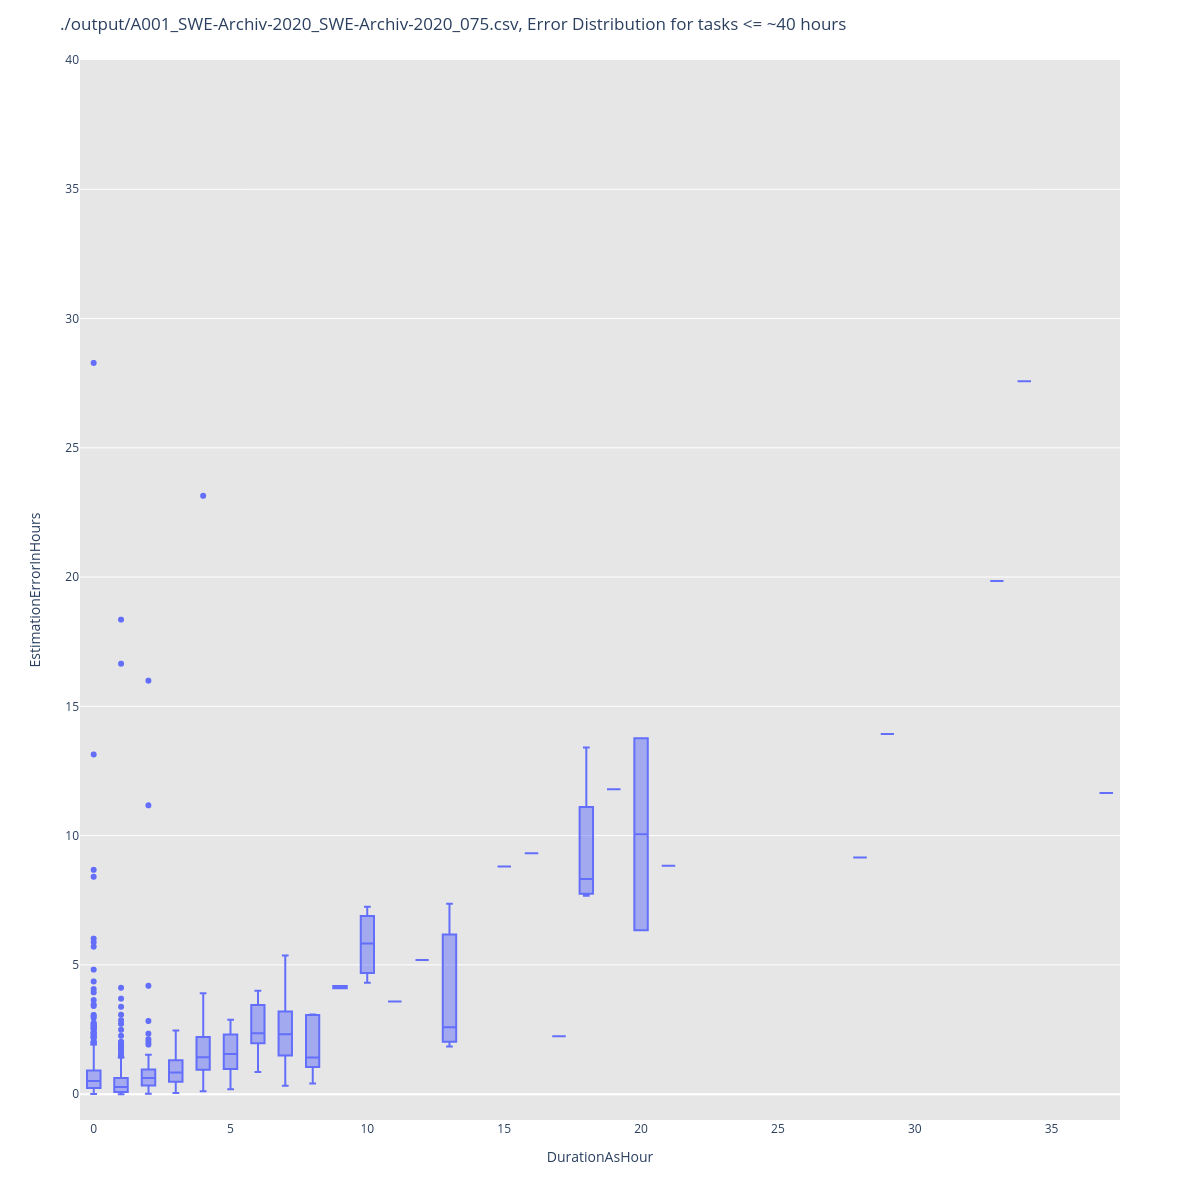 ./output/A001_SWE-Archiv-2020_SWE-Archiv-2020_075.csv, Error Distribution for tasks <= ~40 hours
40
35
30
25
20
15
10
5
0
EstimationErrorInHours
0 5 10 15 20 25 30 35
DurationAsHour